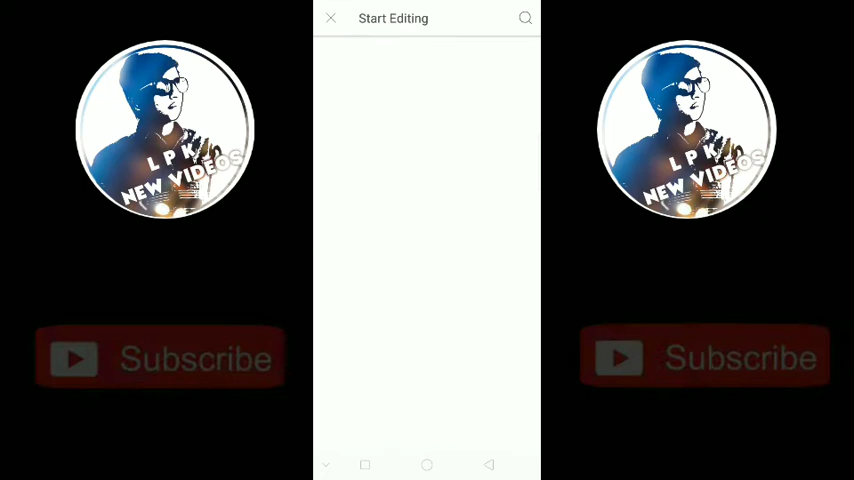 Start Editing
L P K
NEW VIDEOS
Subscribe
L P K
NEW VIDEOS
Subscribe